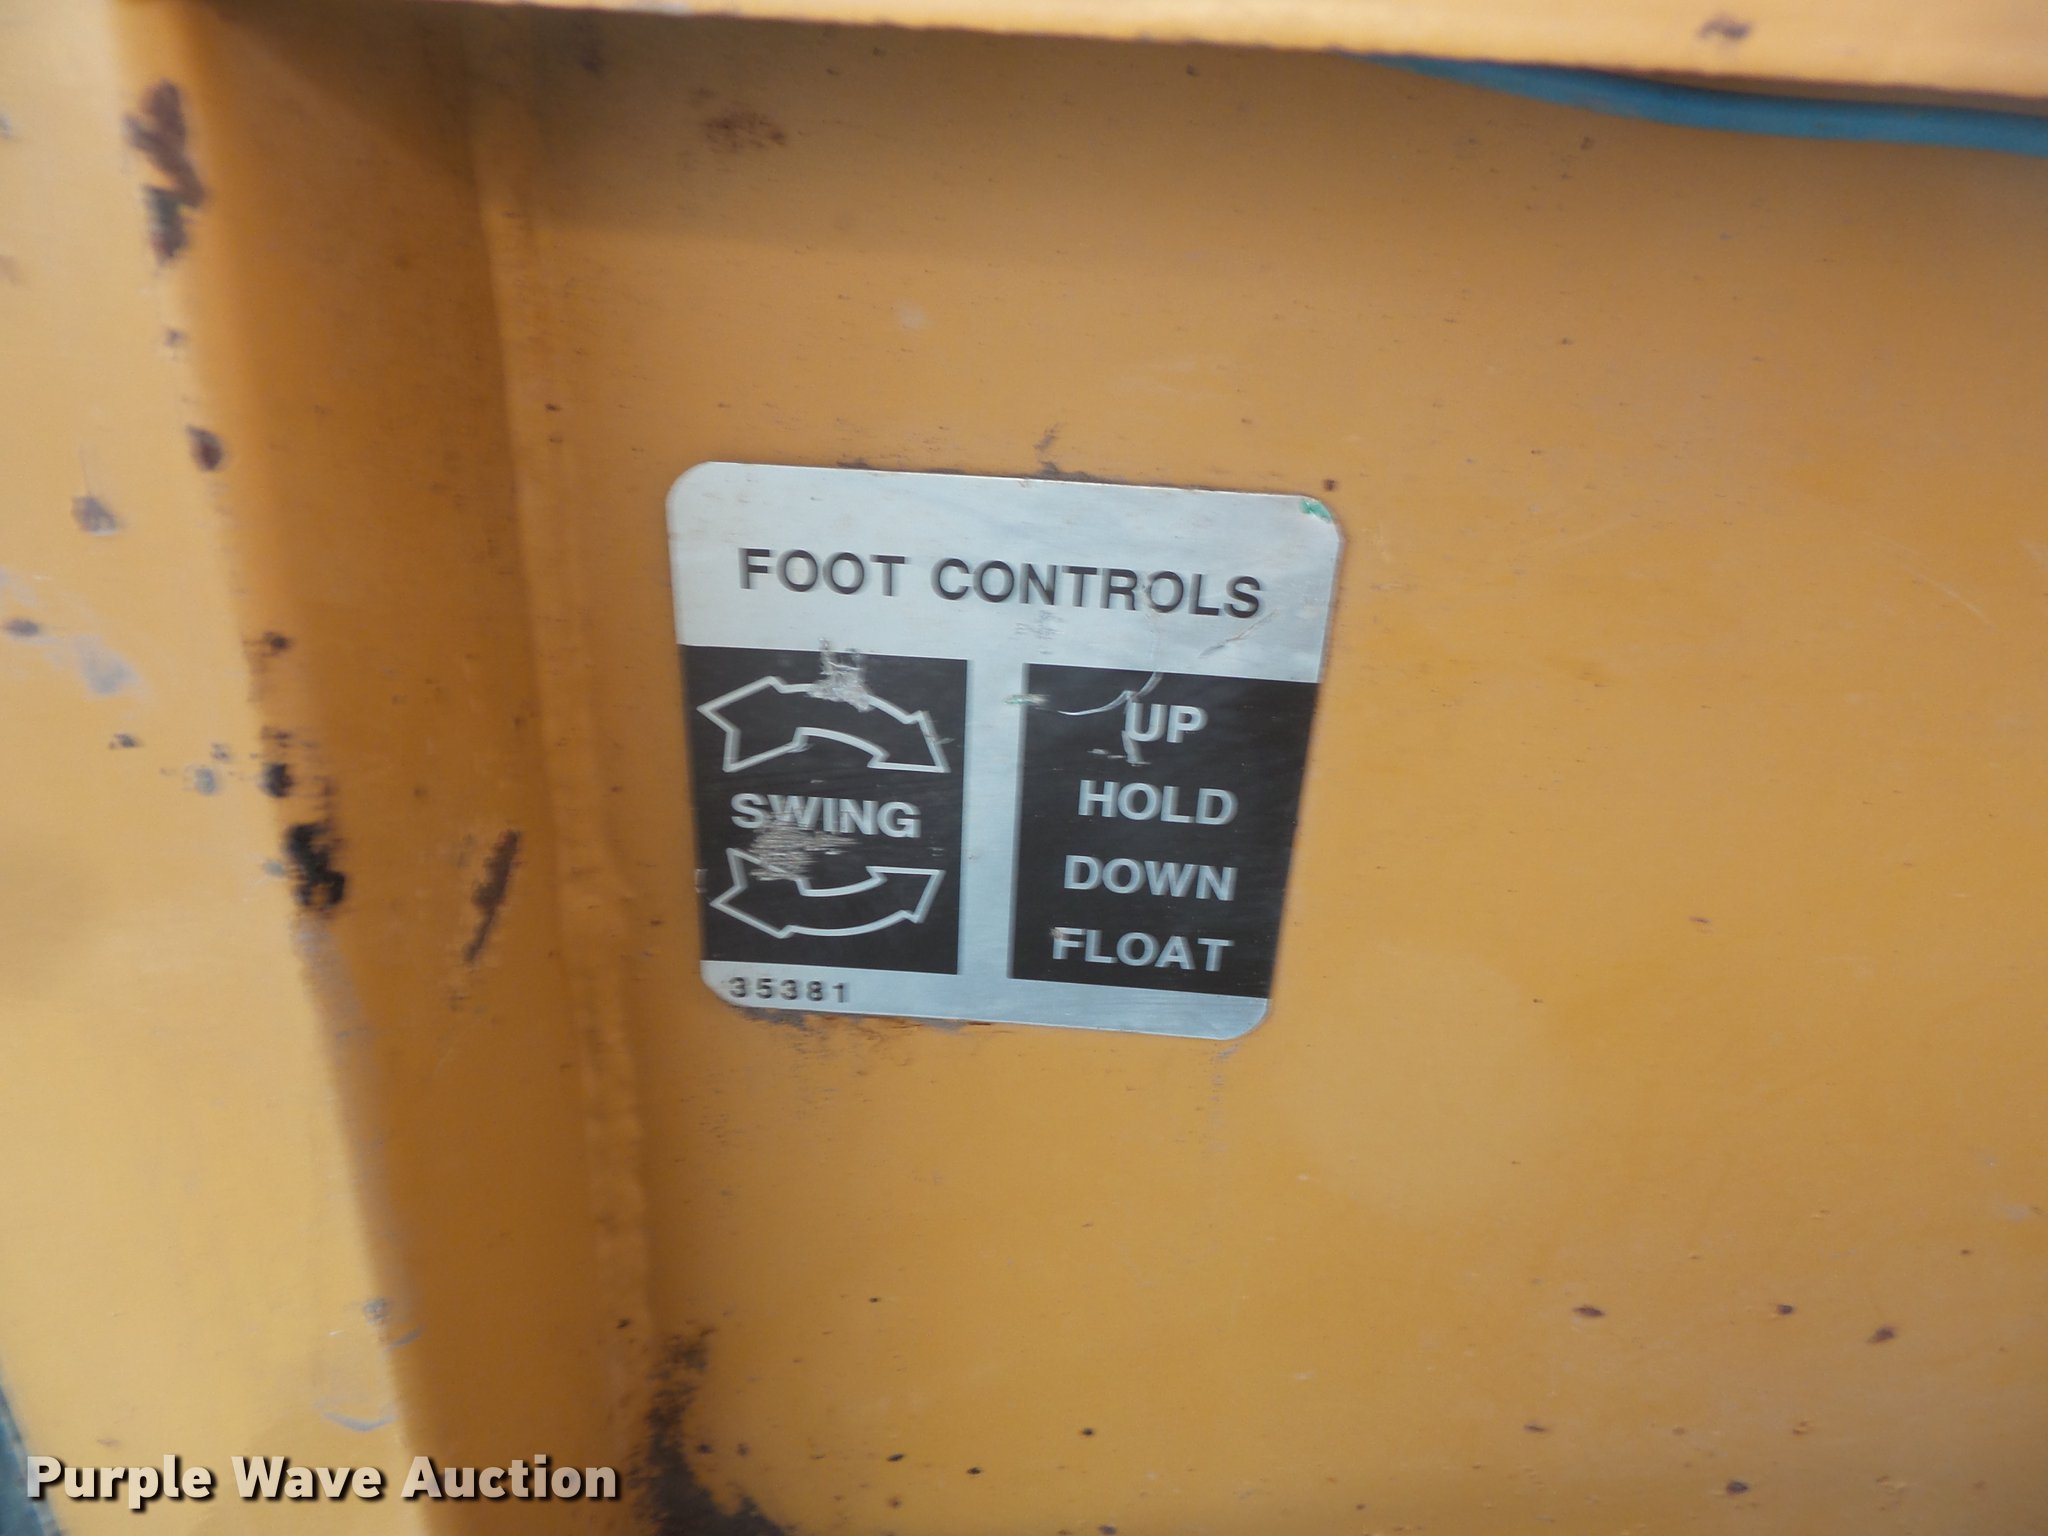 FOOT CONTROLS
SWING
UP
HOLD
DOWN
FLOAT
35381
Purple Wave Auction